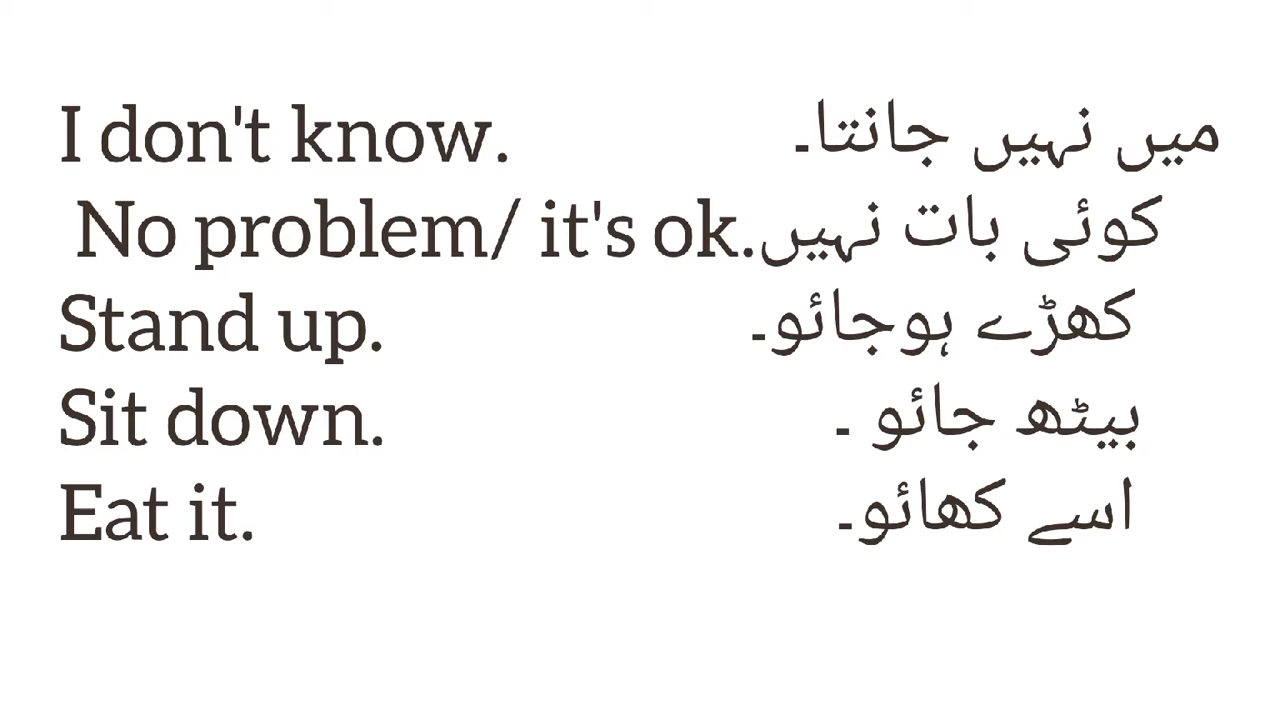 I don't know. میں نہیں جانتا۔
No problem/ it's ok. کوئی بات نہیں
Stand up. کھڑے ہوجائو۔
Sit down. بیٹھ جائو ۔
Eat it. اسے کھائو۔